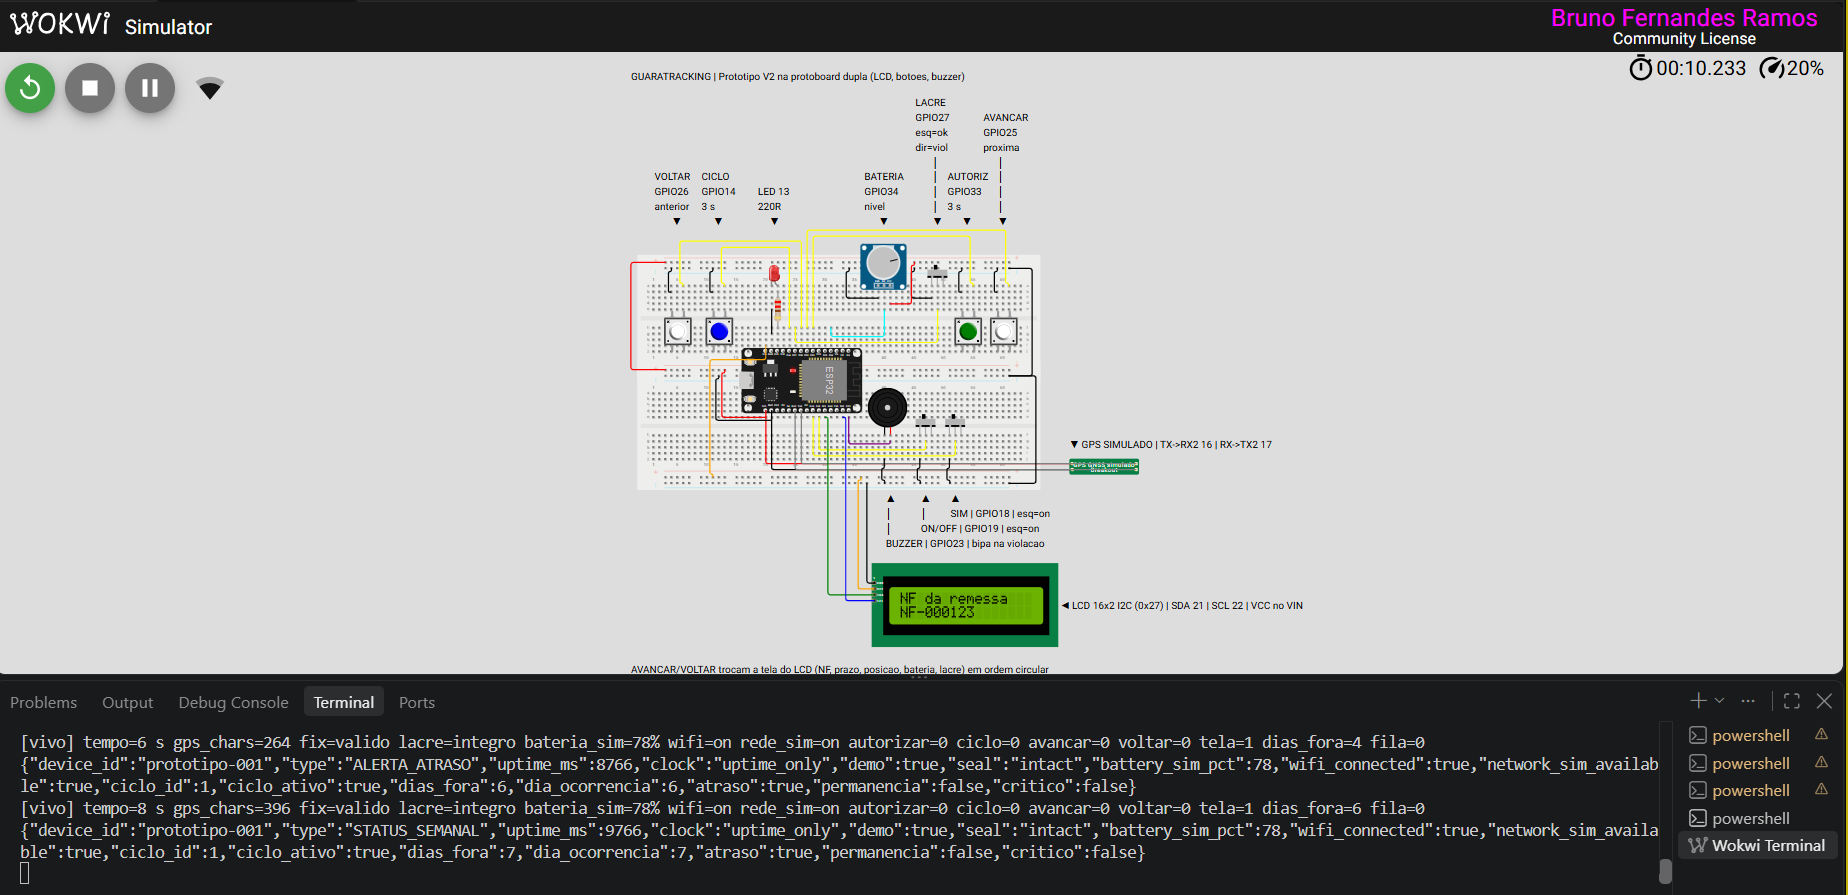 WOKWI Simulator
Bruno Fernandes Ramos
Community License
00:10.233 20%
GUARATRACKING | Prototipo V2 na protoboard dupla (LCD, botoes, buzzer)
LACRE
GPIO27
esq=ok
dir=viol
AVANCAR
GPIO25
proxima
VOLTAR
GPIO26
anterior
CICLO
GPIO14
3 s
LED 13
220R
BATERIA
GPIO34
nivel
AUTORIZ
GPIO33
3 s
ESP32
▼ GPS SIMULADO | TX->RX2 16 | RX->TX2 17
GPS GNSS simulado
Breakout
SIM | GPIO18 | esq=on
ON/OFF | GPIO19 | esq=on
BUZZER | GPIO23 | bipa na violacao
NF da remessa
NF-000123
◄ LCD 16x2 I2C (0x27) | SDA 21 | SCL 22 | VCC no VIN
AVANCAR/VOLTAR trocam a tela do LCD (NF, prazo, posicao, bateria, lacre) em ordem circular
Problems Output Debug Console Terminal Ports
[vivo] tempo=6 s gps_chars=264 fix=valido lacre=integro bateria_sim=78% wifi=on rede_sim=on autorizar=0 ciclo=0 avancar=0 voltar=0 tela=1 dias_fora=4 fila=0
{"device_id":"prototipo-001","type":"ALERTA_ATRASO","uptime_ms":8766,"clock":"uptime_only","demo":true,"seal":"intact","battery_sim_pct":78,"wifi_connected":true,"network_sim_availab
le":true,"ciclo_id":1,"ciclo_ativo":true,"dias_fora":6,"dia_ocorrencia":6,"atraso":true,"permanencia":false,"critico":false}
[vivo] tempo=8 s gps_chars=396 fix=valido lacre=integro bateria_sim=78% wifi=on rede_sim=on autorizar=0 ciclo=0 avancar=0 voltar=0 tela=1 dias_fora=6 fila=0
{"device_id":"prototipo-001","type":"STATUS_SEMANAL","uptime_ms":9766,"clock":"uptime_only","demo":true,"seal":"intact","battery_sim_pct":78,"wifi_connected":true,"network_sim_availa
ble":true,"ciclo_id":1,"ciclo_ativo":true,"dias_fora":7,"dia_ocorrencia":7,"atraso":true,"permanencia":false,"critico":false}
powershell
powershell
powershell
powershell
Wokwi Terminal